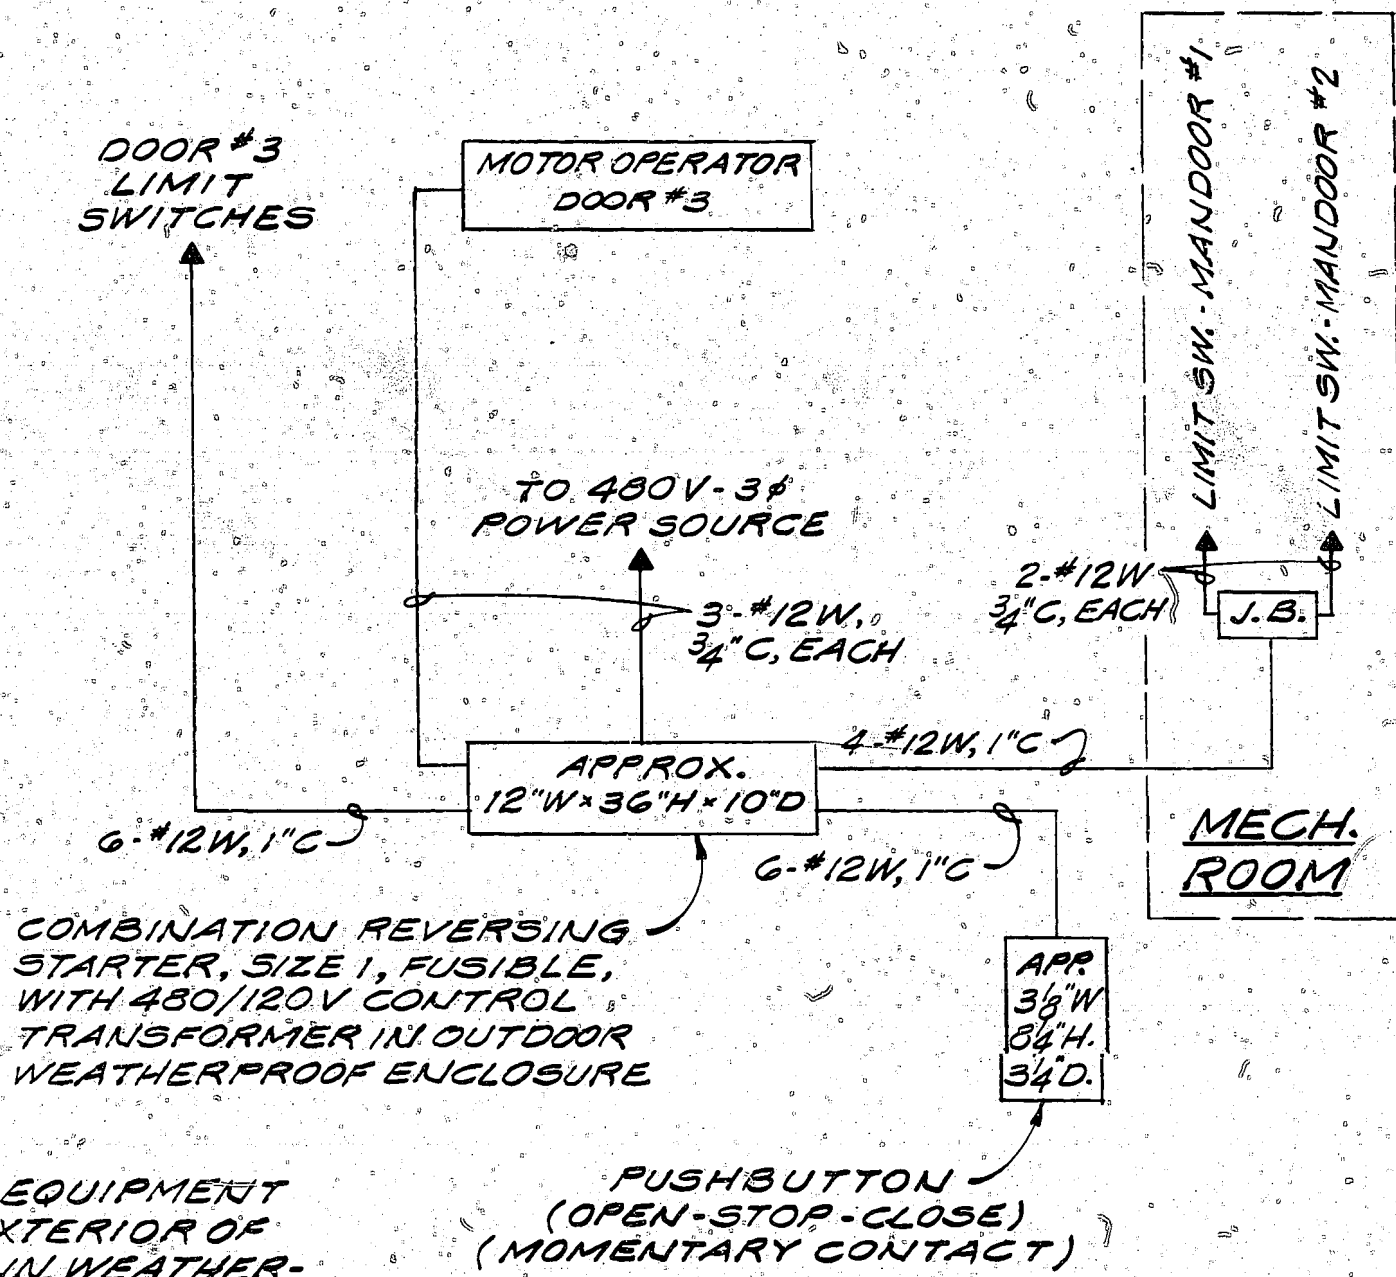 DOOR #3
LIMIT
SWITCHES
MOTOR OPERATOR
DOOR #3
LIMIT SW. - MANDOOR #1
LIMIT SW. - MANDOOR #2
TO 480V - 3ϕ
POWER SOURCE
3 - #12W,
3/4" C, EACH
2 - #12W
3/4" C, EACH
J.B.
4 - #12W, 1"C
APPROX.
12"W × 36"H × 10"D
6 - #12W, 1"C
6 - #12W, 1"C
MECH.
ROOM
COMBINATION REVERSING
STARTER, SIZE 1, FUSIBLE,
WITH 480/120V CONTROL
TRANSFORMER IN OUTDOOR
WEATHERPROOF ENCLOSURE
APP.
3 1/8"W
8 1/4"H.
3 1/4"D.
PUSHBUTTON
(OPEN - STOP - CLOSE)
(MOMENTARY CONTACT)
EQUIPMENT
XTERIOR OF
IN WEATHER-